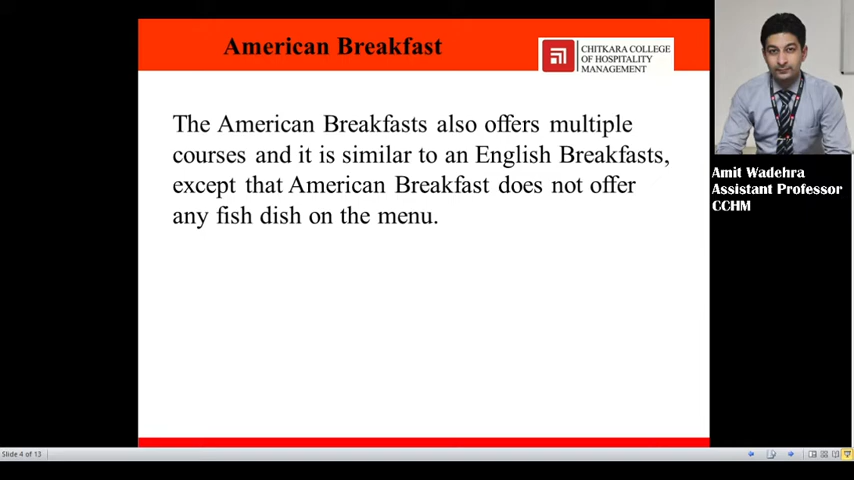 American Breakfast
CHITKARA COLLEGE
OF HOSPITALITY
MANAGEMENT
The American Breakfasts also offers multiple
courses and it is similar to an English Breakfasts,
except that American Breakfast does not offer
any fish dish on the menu.
Amit Wadehra
Assistant Professor
CCHM
Slide 4 of 13